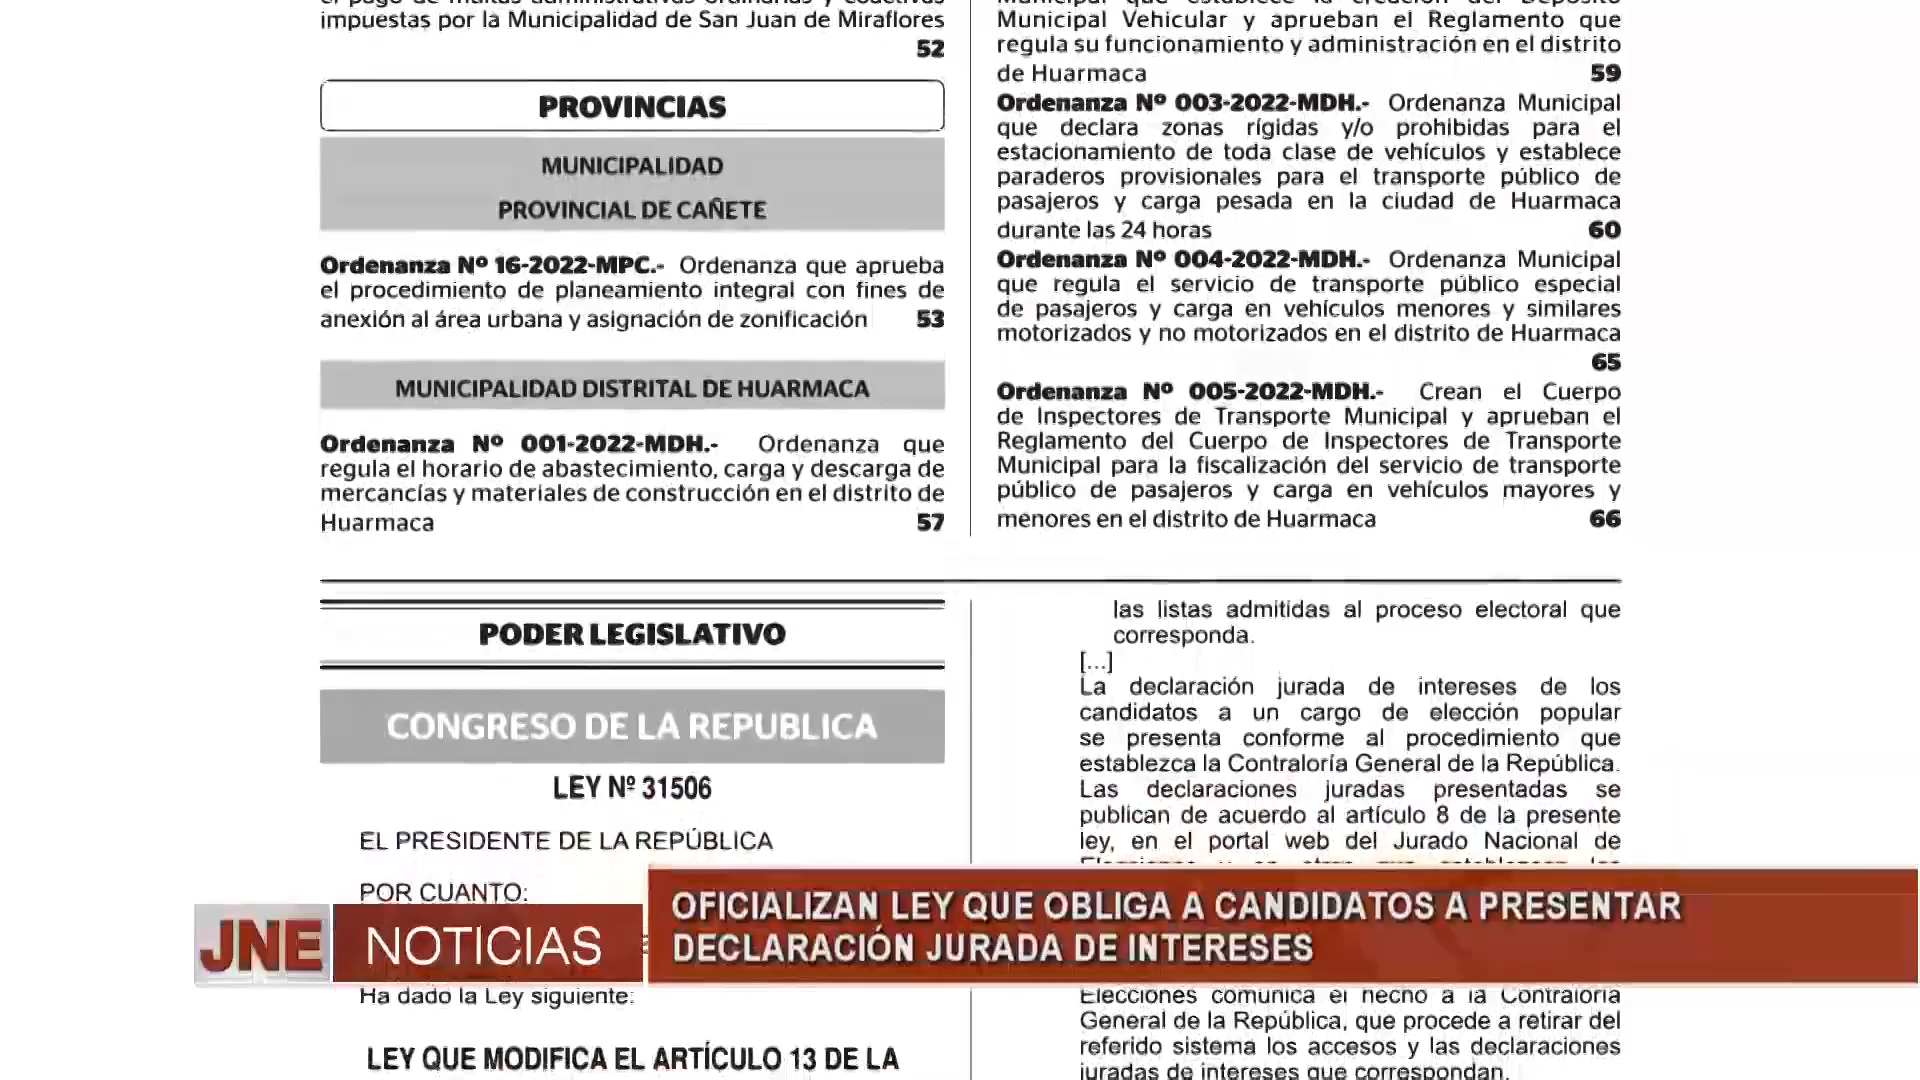 impuestas por la Municipalidad de San Juan de Miraflores
52
PROVINCIAS
MUNICIPALIDAD
PROVINCIAL DE CAÑETE
Ordenanza Nº 16-2022-MPC.- Ordenanza que aprueba
el procedimiento de planeamiento integral con fines de
anexión al área urbana y asignación de zonificación 53
MUNICIPALIDAD DISTRITAL DE HUARMACA
Ordenanza Nº 001-2022-MDH.- Ordenanza que
regula el horario de abastecimiento, carga y descarga de
mercancías y materiales de construcción en el distrito de
Huarmaca 57
Municipal Vehicular y aprueban el Reglamento que
regula su funcionamiento y administración en el distrito
de Huarmaca 59
Ordenanza Nº 003-2022-MDH.- Ordenanza Municipal
que declara zonas rígidas y/o prohibidas para el
estacionamiento de toda clase de vehículos y establece
paraderos provisionales para el transporte público de
pasajeros y carga pesada en la ciudad de Huarmaca
durante las 24 horas 60
Ordenanza Nº 004-2022-MDH.- Ordenanza Municipal
que regula el servicio de transporte público especial
de pasajeros y carga en vehículos menores y similares
motorizados y no motorizados en el distrito de Huarmaca
65
Ordenanza Nº 005-2022-MDH.- Crean el Cuerpo
de Inspectores de Transporte Municipal y aprueban el
Reglamento del Cuerpo de Inspectores de Transporte
Municipal para la fiscalización del servicio de transporte
público de pasajeros y carga en vehículos mayores y
menores en el distrito de Huarmaca 66
PODER LEGISLATIVO
CONGRESO DE LA REPUBLICA
LEY Nº 31506
EL PRESIDENTE DE LA REPÚBLICA
POR CUANTO:
Ha dado la Ley siguiente:
LEY QUE MODIFICA EL ARTÍCULO 13 DE LA
las listas admitidas al proceso electoral que
corresponda.
[...]
La declaración jurada de intereses de los
candidatos a un cargo de elección popular
se presenta conforme al procedimiento que
establezca la Contraloría General de la República.
Las declaraciones juradas presentadas se
publican de acuerdo al artículo 8 de la presente
ley, en el portal web del Jurado Nacional de
Elecciones comunica el hecho a la Contraloría
General de la República, que procede a retirar del
referido sistema los accesos y las declaraciones
juradas de intereses que correspondan.
JNE NOTICIAS
OFICIALIZAN LEY QUE OBLIGA A CANDIDATOS A PRESENTAR
DECLARACIÓN JURADA DE INTERESES